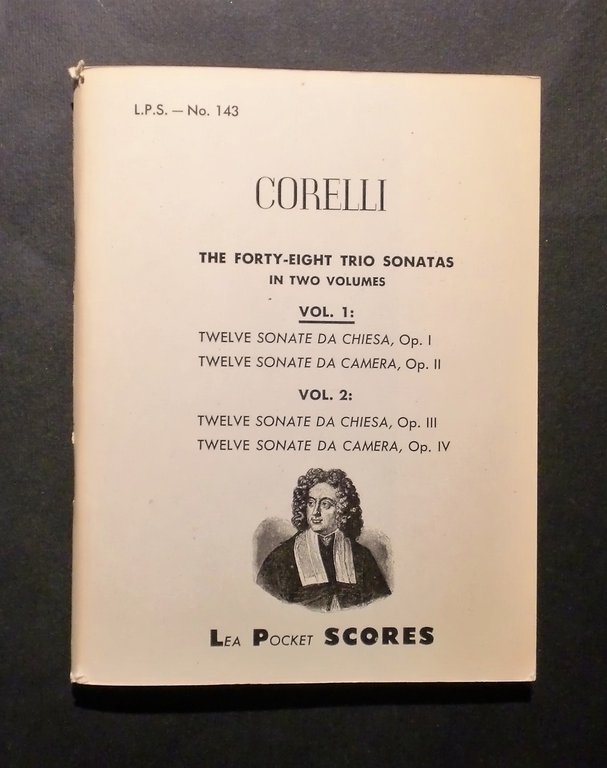 L.P.S. — No. 143
CORELLI
THE FORTY-EIGHT TRIO SONATAS
IN TWO VOLUMES
VOL. 1:
TWELVE SONATE DA CHIESA, Op. I
TWELVE SONATE DA CAMERA, Op. II
VOL. 2:
TWELVE SONATE DA CHIESA, Op. III
TWELVE SONATE DA CAMERA, Op. IV
LEA POCKET SCORES